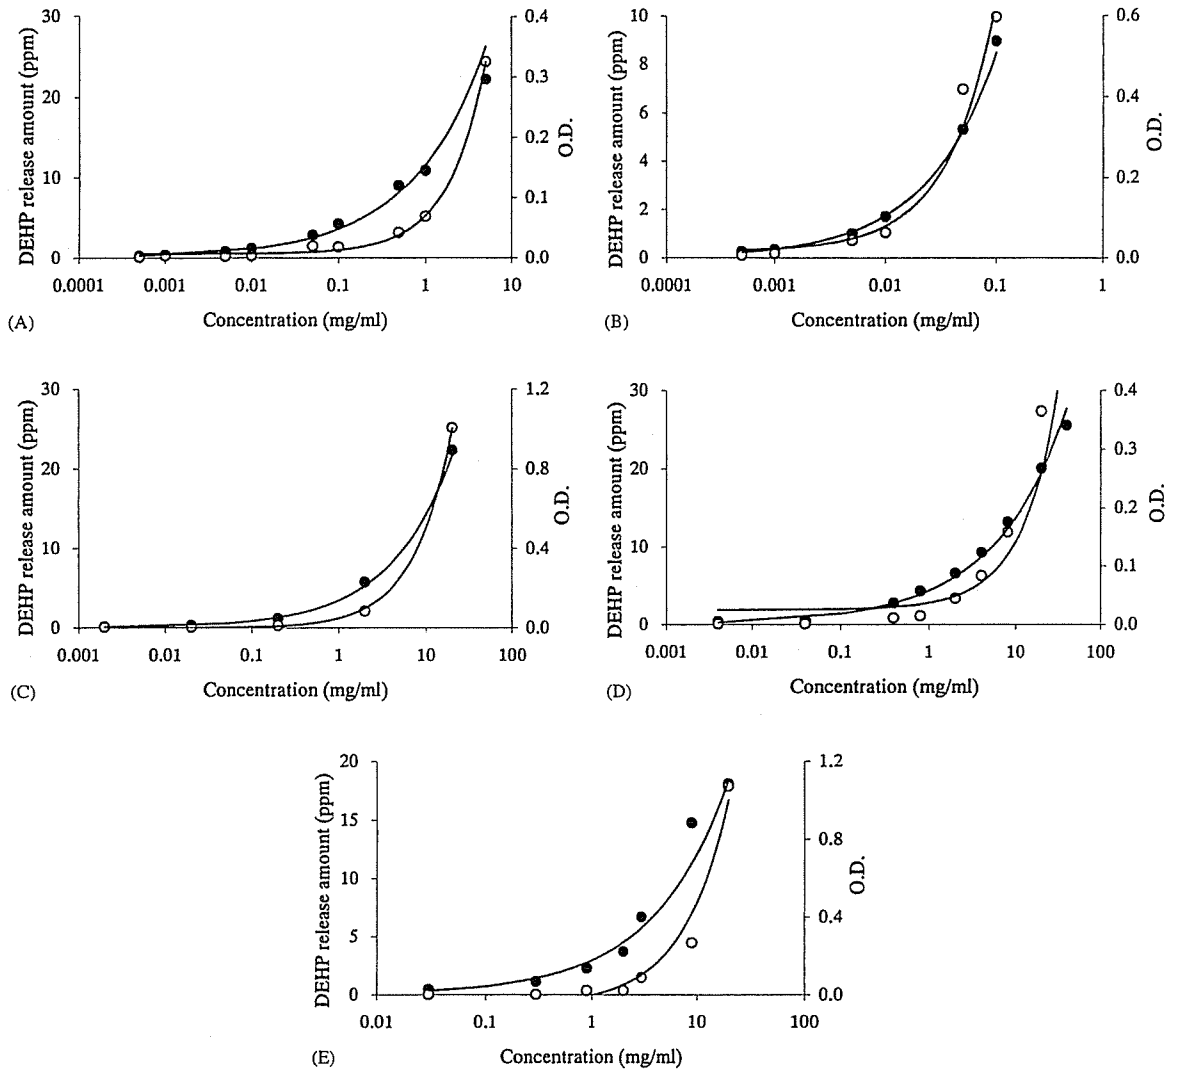 30 0.4
20 0.3
0.2
10 0.1
0 0.0
0.0001 0.001 0.01 0.1 1 10
DEHP release amount (ppm)
O.D.
Concentration (mg/ml)
(A)
10 0.6
8
6 0.4
4
2 0.2
0 0.0
0.0001 0.001 0.01 0.1 1
DEHP release amount (ppm)
O.D.
Concentration (mg/ml)
(B)
30 1.2
20 0.8
10 0.4
0 0.0
0.001 0.01 0.1 1 10 100
DEHP release amount (ppm)
O.D.
Concentration (mg/ml)
(C)
30 0.4
20 0.3
0.2
10 0.1
0 0.0
0.001 0.01 0.1 1 10 100
DEHP release amount (ppm)
O.D.
Concentration (mg/ml)
(D)
20 1.2
15 0.8
10
5 0.4
0 0.0
0.01 0.1 1 10 100
DEHP release amount (ppm)
O.D.
Concentration (mg/ml)
(E)